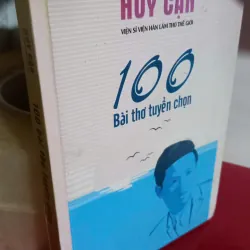 HUY CẬN
VIỆN SĨ VIỆN HÀN LÂM THƠ THẾ GIỚI
100
Bài thơ tuyển chọn